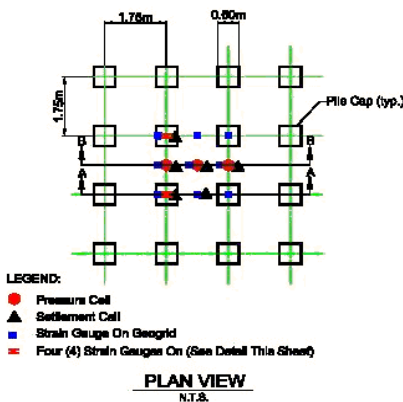 1.75m
0.60m
1.75m
Pile Cap (typ.)
B
B
A
A
LEGEND:
Pressure Cell
Settlement Cell
Strain Gauge On Geogrid
Four (4) Strain Gauges On (See Detail This Sheet)
PLAN VIEW
N.T.S.